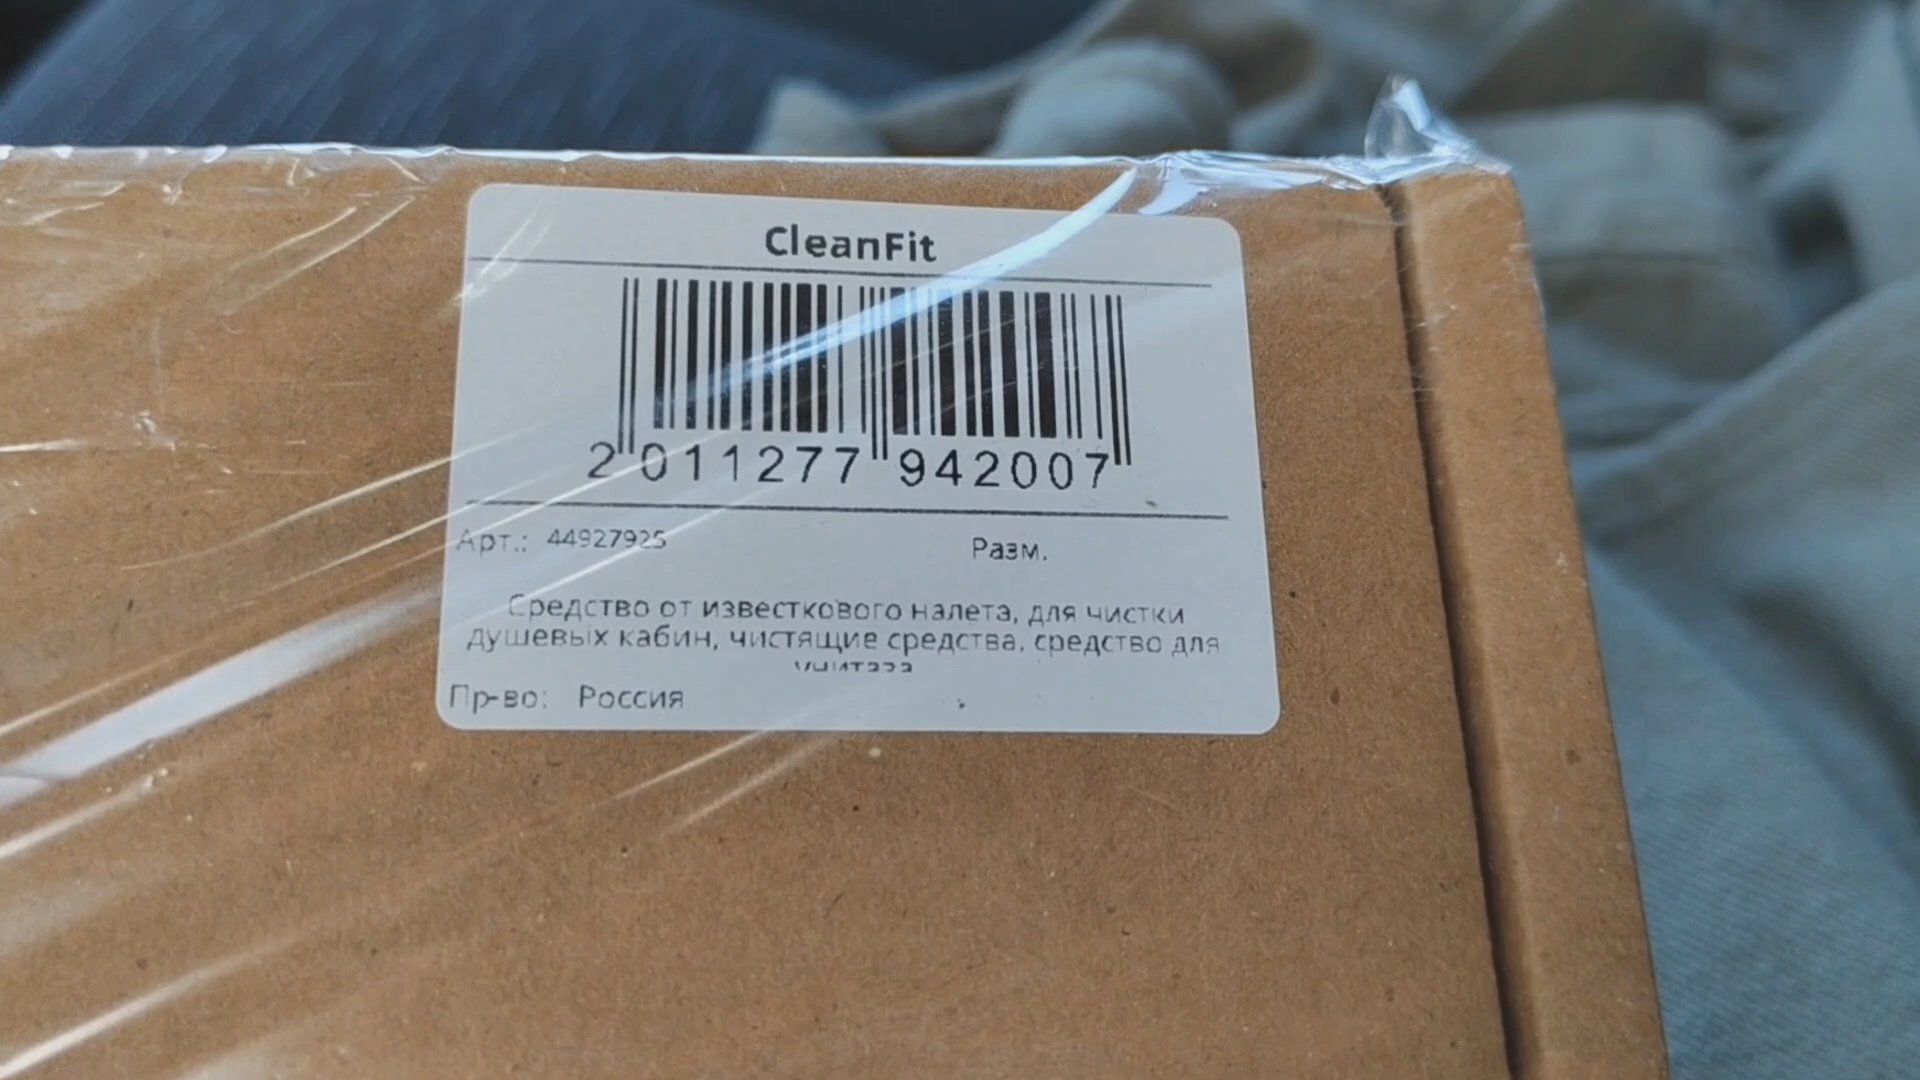 CleanFit
2 011277 942007
Арт.: 44927925 Разм.
Средство от известкового налета, для чистки
душевых кабин, чистящие средства, средство для
унитаза
Пр-во: Россия